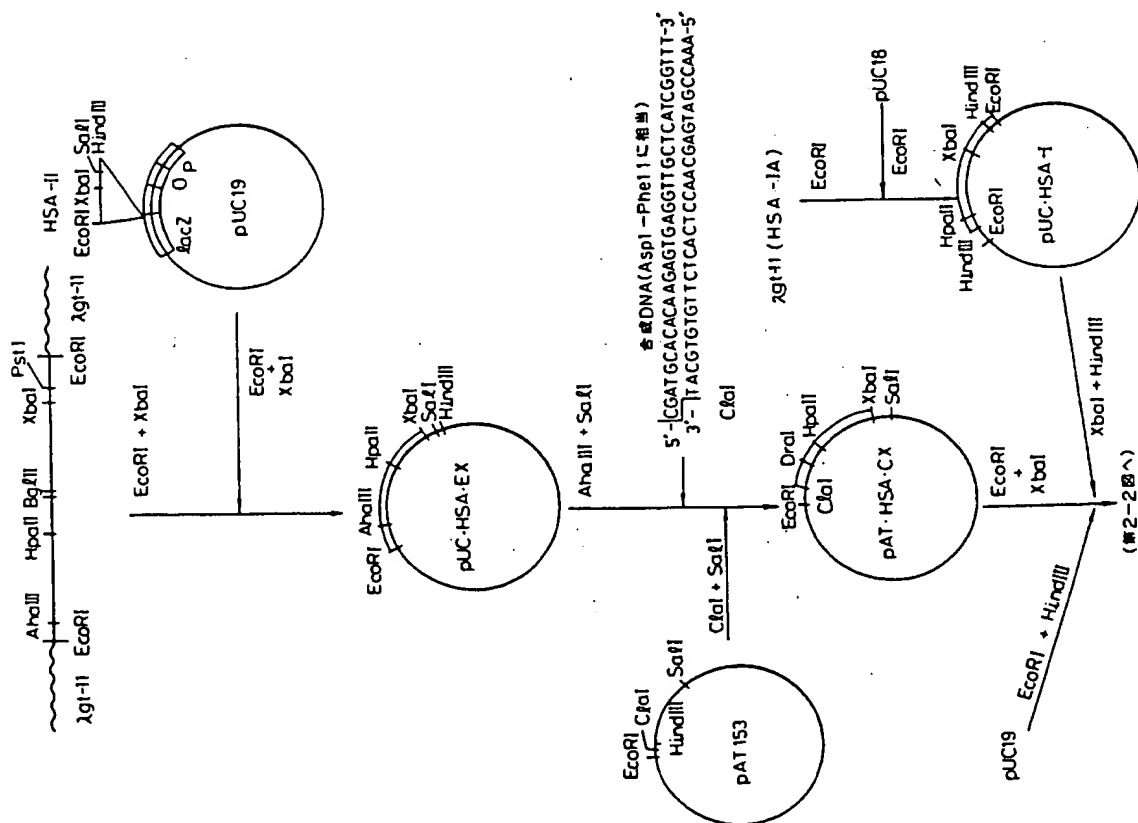 HSA-II
λgt-11
AhaIII
HpaII
BglII
XbaI
PstI
λgt-11
EcoRI
EcoRI
EcoRI
XbaI
SalI
HindIII
lacZ
O
P
pUC19
EcoRI + XbaI
EcoRI
+
XbaI
EcoRI
AhaIII
HpaII
XbaI
SalI
HindIII
pUC·HSA·EX
AhaIII + SalI
合成DNA(Asp1-Phe11に相当)
5'-CGATGCACACAAGAGTGAGGTTGCTCATCGGTTT-3'
3'-TACGTGTGTTCTCACTCCAACGAGTAGCCAAA-5'
ClaI
EcoRI
ClaI
HindIII
SalI
pAT153
ClaI + SalI
EcoRI
ClaI
DraI
HpaII
XbaI
SalI
pAT·HSA·CX
EcoRI
+
XbaI
λgt-11 (HSA-IA)
EcoRI
pUC18
EcoRI
HindIII
HpaII
EcoRI
XbaI
HindIII
EcoRI
pUC·HSA-I
XbaI + HindIII
pUC19
EcoRI + HindIII
(第2-2図へ)